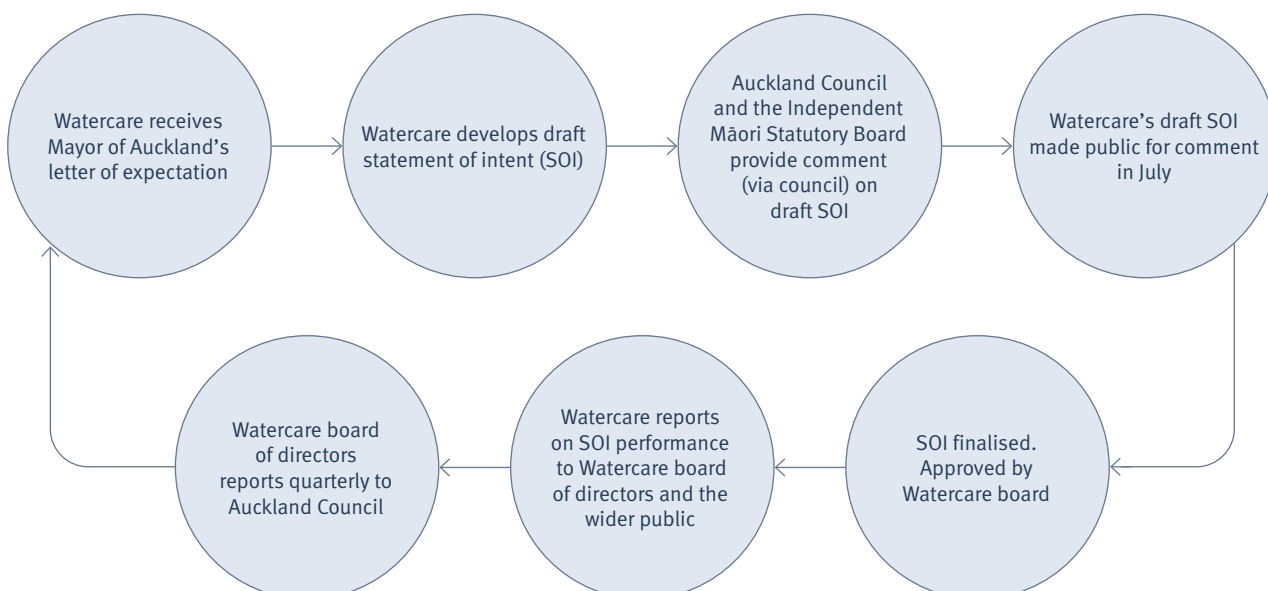 Watercare receives
Mayor of Auckland’s
letter of expectation
Watercare develops draft
statement of intent (SOI)
Auckland Council
and the Independent
Māori Statutory Board
provide comment
(via council) on
draft SOI
Watercare’s draft SOI
made public for comment
in July
SOI finalised.
Approved by
Watercare board
Watercare reports
on SOI performance
to Watercare board
of directors and the
wider public
Watercare board
of directors
reports quarterly to
Auckland Council